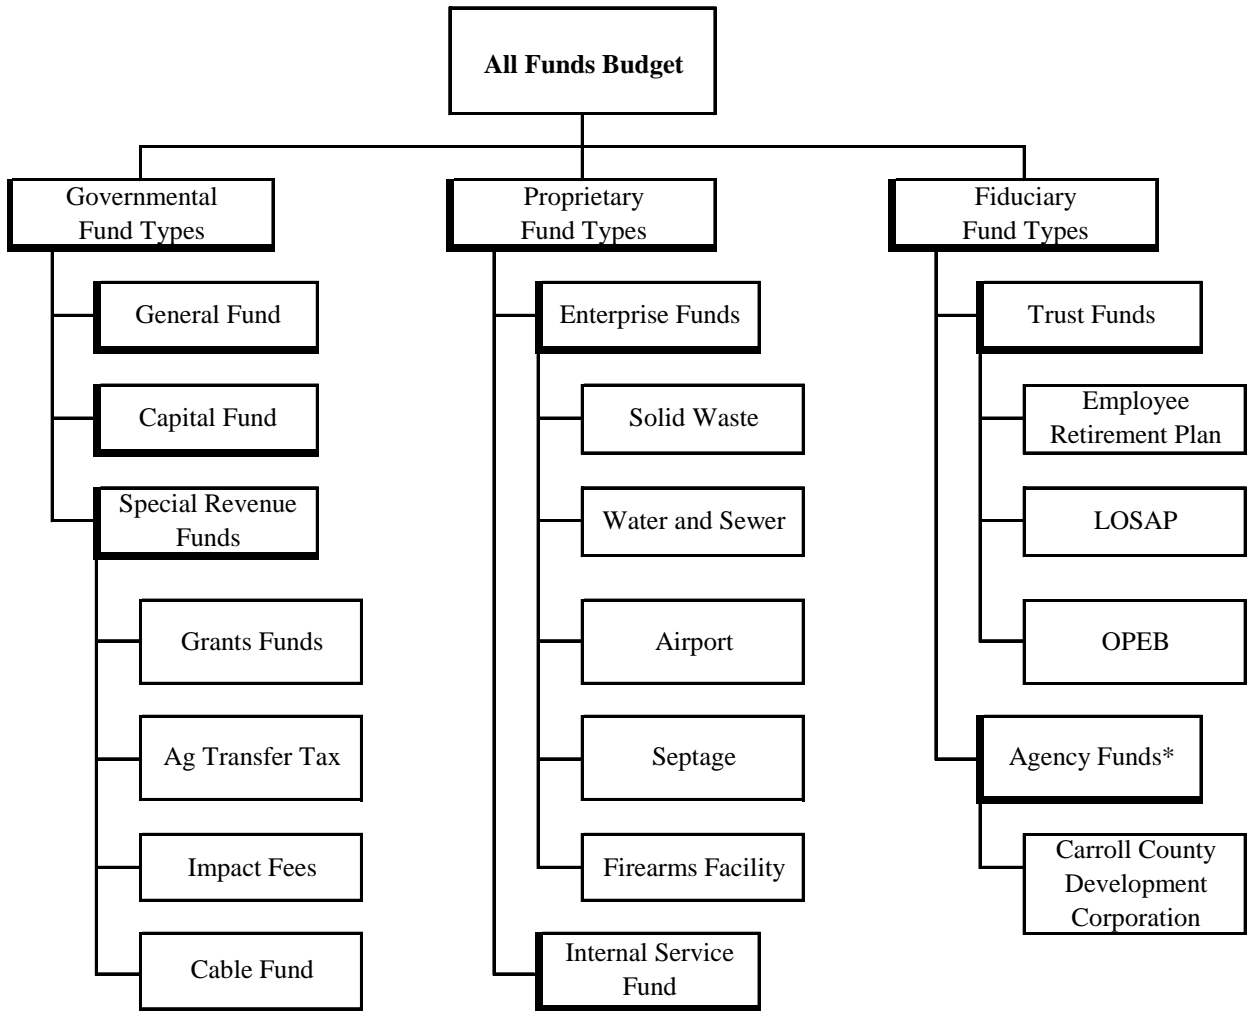 All Funds Budget
Governmental
Fund Types
General Fund
Capital Fund
Special Revenue
Funds
Grants Funds
Ag Transfer Tax
Impact Fees
Cable Fund
Proprietary
Fund Types
Enterprise Funds
Solid Waste
Water and Sewer
Airport
Septage
Firearms Facility
Internal Service
Fund
Fiduciary
Fund Types
Trust Funds
Employee
Retirement Plan
LOSAP
OPEB
Agency Funds*
Carroll County
Development
Corporation